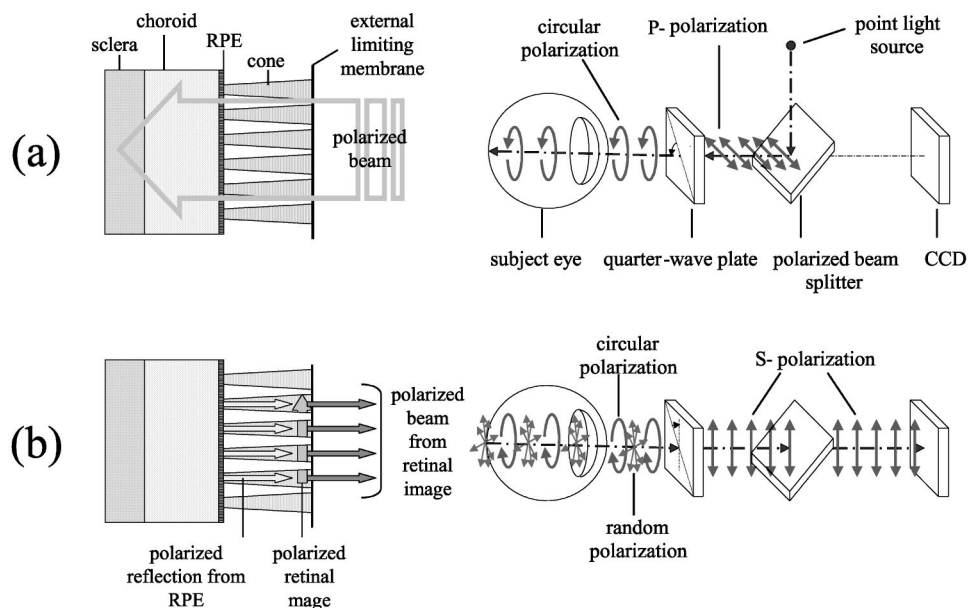 (a)
sclera
choroid
RPE
cone
external
limiting
membrane
polarized
beam
circular
polarization
P- polarization
point light
source
subject eye
quarter-wave plate
polarized beam
splitter
CCD
(b)
polarized
beam
from
retinal
image
polarized
reflection from
RPE
polarized
retinal
mage
circular
polarization
S- polarization
random
polarization